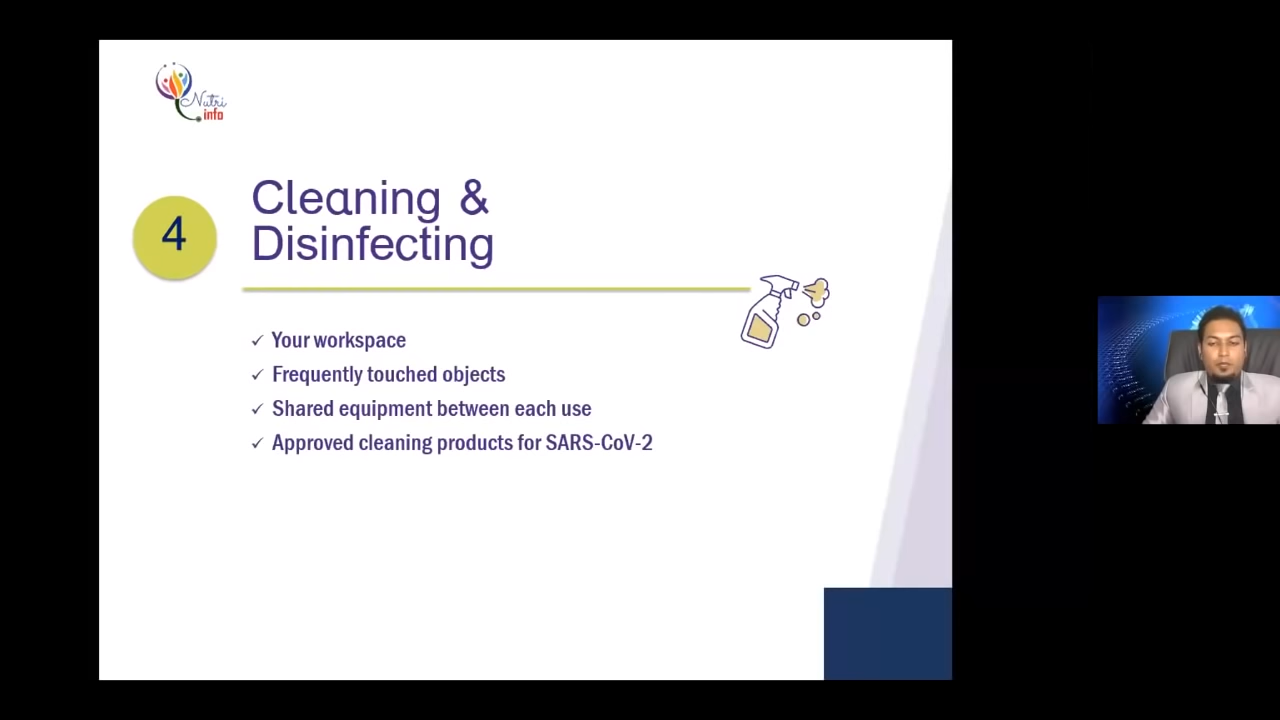 Nutri
info
4
Cleaning &
Disinfecting
✓ Your workspace
✓ Frequently touched objects
✓ Shared equipment between each use
✓ Approved cleaning products for SARS-CoV-2